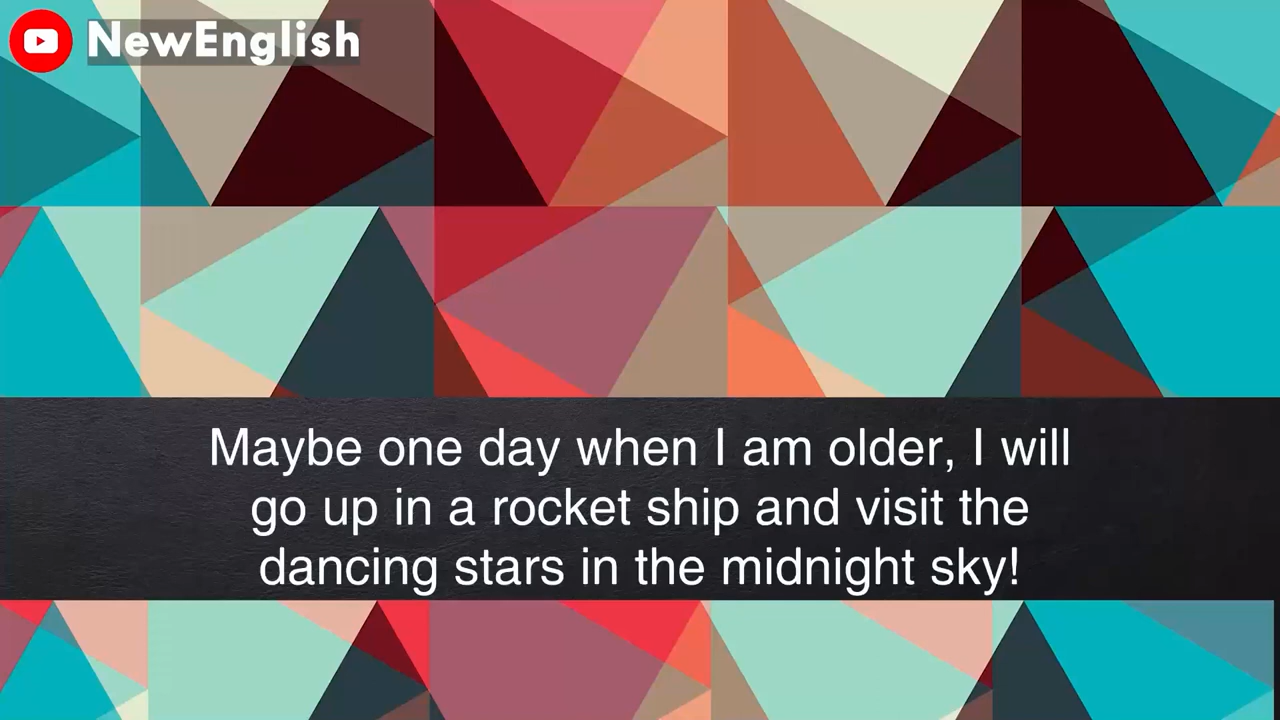 NewEnglish
Maybe one day when I am older, I will
go up in a rocket ship and visit the
dancing stars in the midnight sky!